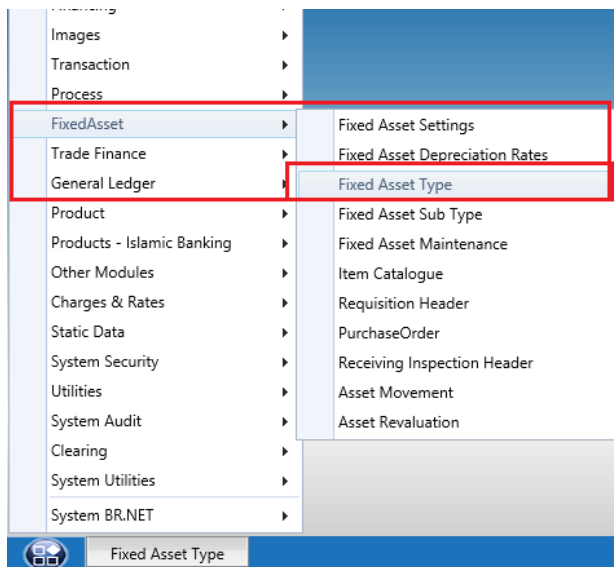 Images
Transaction
Process
FixedAsset
Trade Finance
General Ledger
Product
Products - Islamic Banking
Other Modules
Charges & Rates
Static Data
System Security
Utilities
System Audit
Clearing
System Utilities
System BR.NET
Fixed Asset Settings
Fixed Asset Depreciation Rates
Fixed Asset Type
Fixed Asset Sub Type
Fixed Asset Maintenance
Item Catalogue
Requisition Header
PurchaseOrder
Receiving Inspection Header
Asset Movement
Asset Revaluation
Fixed Asset Type